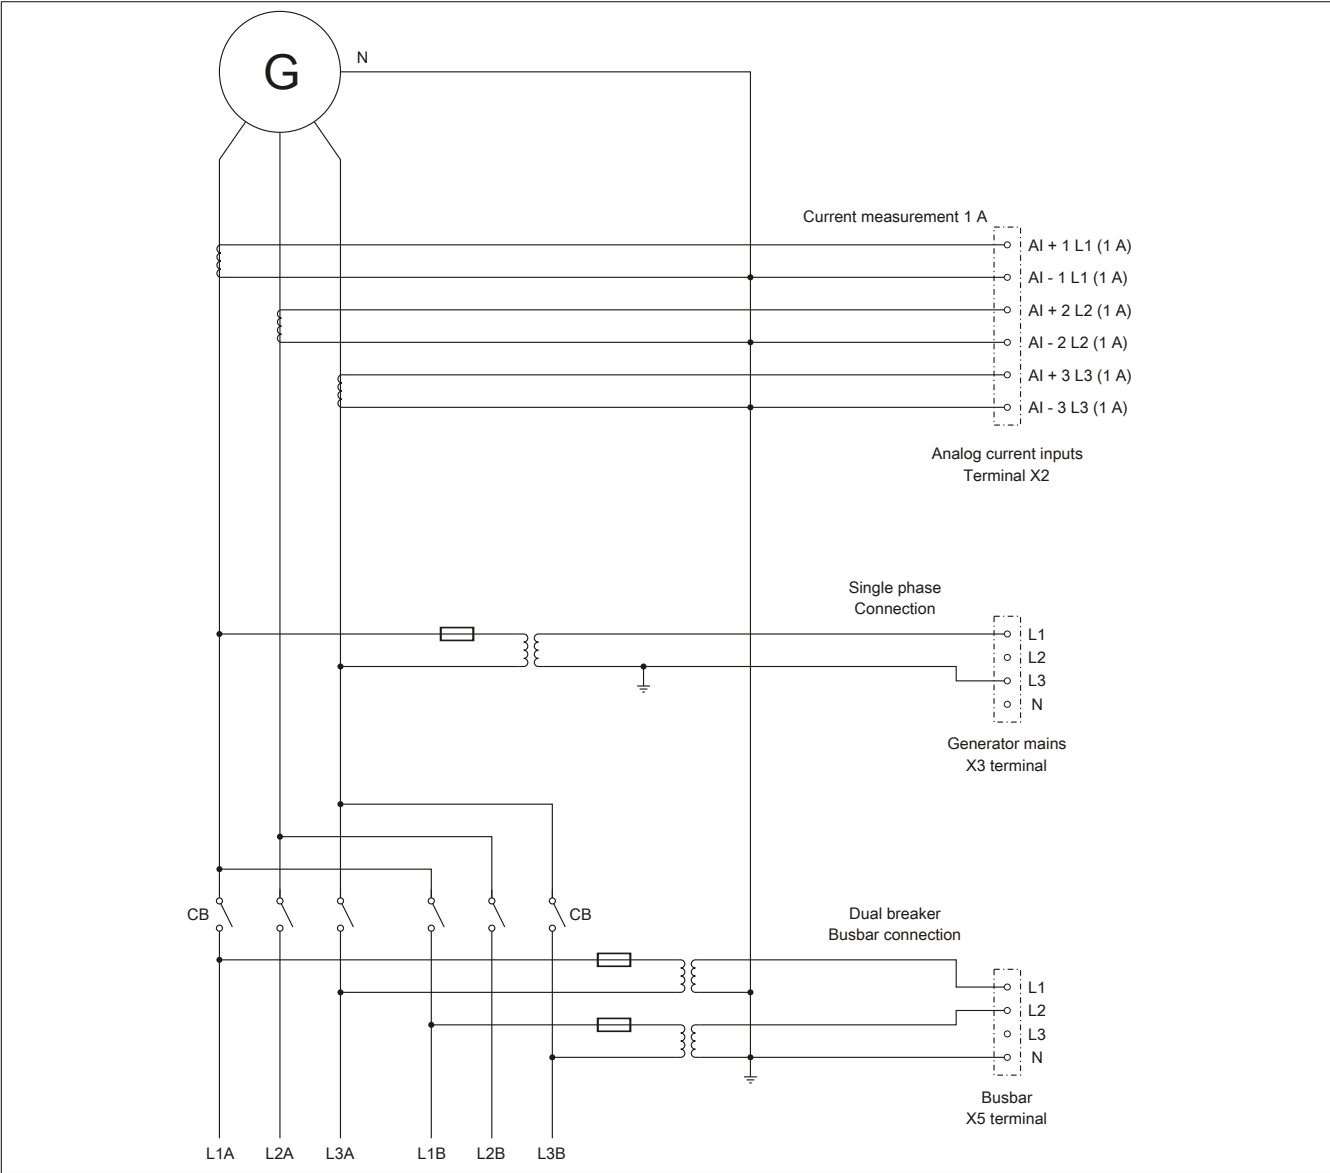 N
G
Current measurement 1 A
AI + 1 L1 (1 A)
AI - 1 L1 (1 A)
AI + 2 L2 (1 A)
AI - 2 L2 (1 A)
AI + 3 L3 (1 A)
AI - 3 L3 (1 A)
Analog current inputs
Terminal X2
Single phase
Connection
L1
L2
L3
N
Generator mains
X3 terminal
CB
CB
Dual breaker
Busbar connection
L1
L2
L3
N
Busbar
X5 terminal
L1A
L2A
L3A
L1B
L2B
L3B